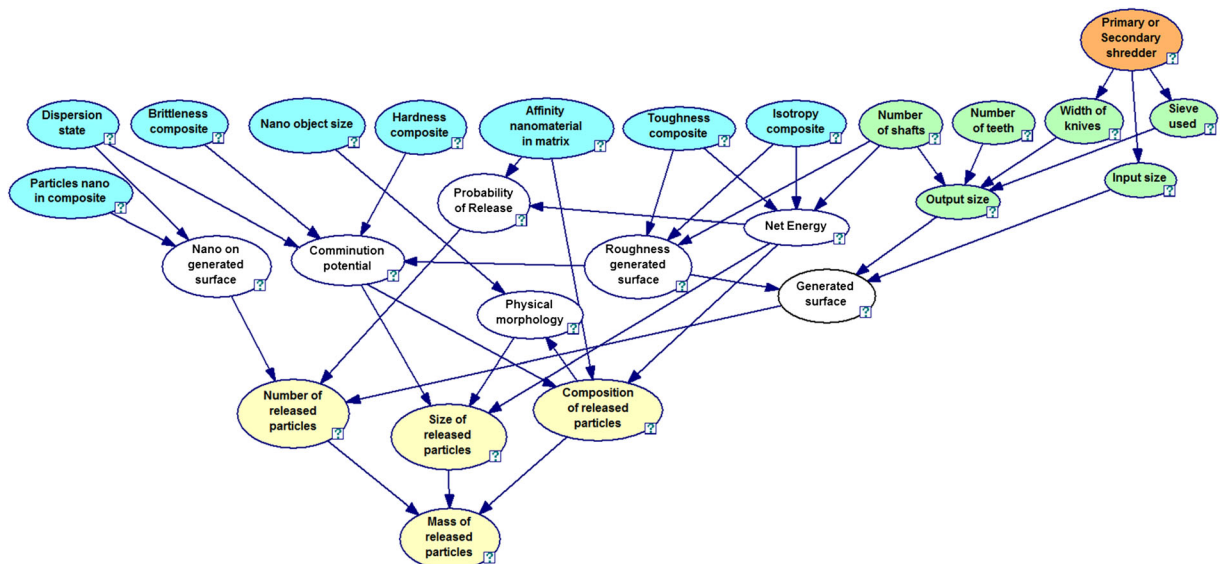 Primary or
Secondary
shredder
?
Dispersion
state
?
Brittleness
composite
?
Nano object size
?
Hardness
composite
?
Affinity
nanomaterial
in matrix
?
Toughness
composite
?
Isotropy
composite
?
Number
of shafts
?
Number
of teeth
?
Width of
knives
?
Sieve
used
?
Particles nano
in composite
?
Probability
of Release
?
Input size
?
Output size
?
Net Energy
?
Nano on
generated
surface
?
Comminution
potential
?
Roughness
generated
surface
?
Generated
surface
?
Physical
morphology
?
Number of
released
particles
?
Size of
released
particles
?
Composition
of released
particles
?
Mass of
released
particles
?